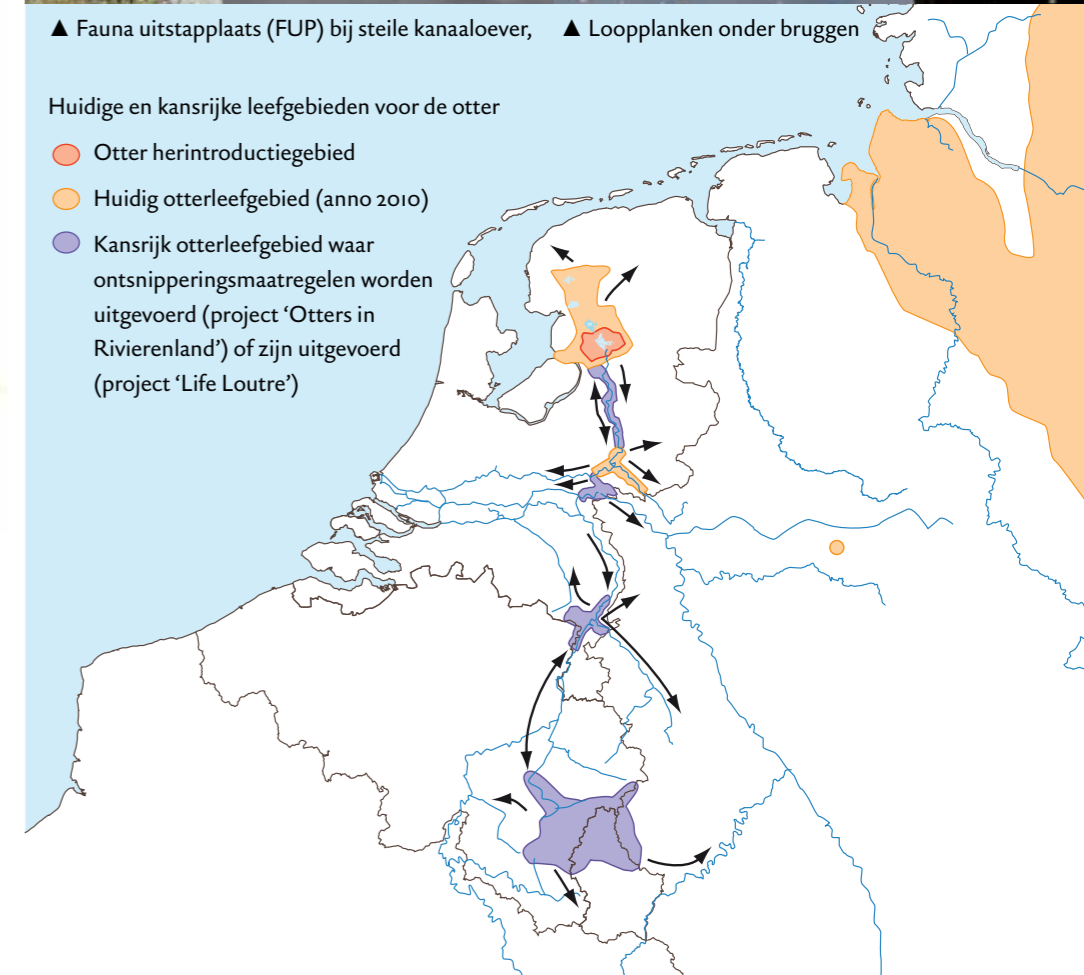 ▲ Fauna uitstapplaats (FUP) bij steile kanaaloever, ▲ Loopplanken onder bruggen
Huidige en kansrijke leefgebieden voor de otter
Otter herintroductiegebied
Huidig otterleefgebied (anno 2010)
Kansrijk otterleefgebied waar
ontsnipperingsmaatregelen worden
uitgevoerd (project ‘Otters in
Rivierenland’) of zijn uitgevoerd
(project ‘Life Loutre’)